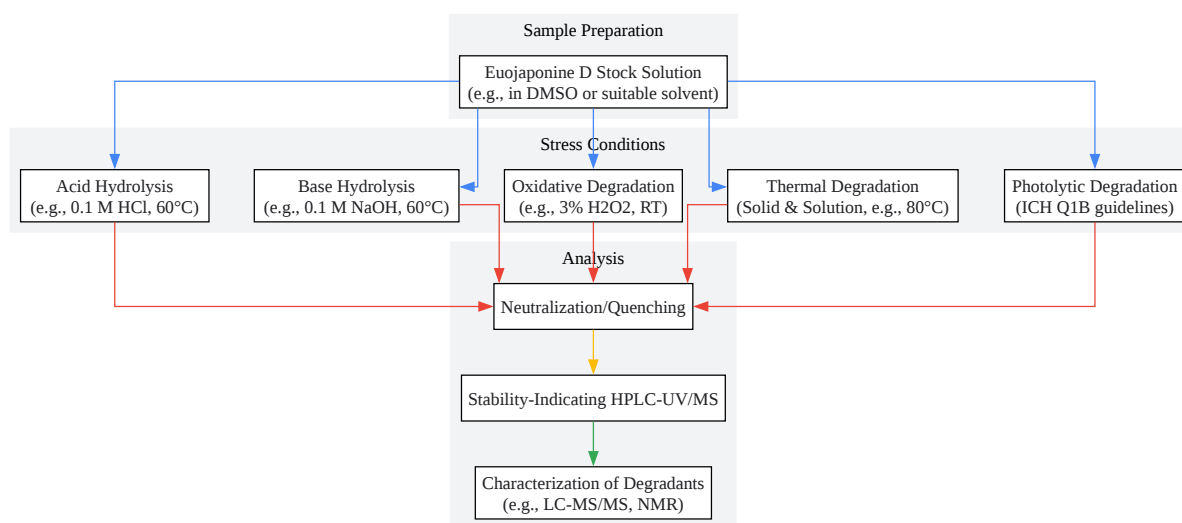 Sample Preparation
Euojaponine D Stock Solution
(e.g., in DMSO or suitable solvent)
Stress Conditions
Acid Hydrolysis
(e.g., 0.1 M HCl, 60°C)
Base Hydrolysis
(e.g., 0.1 M NaOH, 60°C)
Oxidative Degradation
(e.g., 3% H2O2, RT)
Thermal Degradation
(Solid & Solution, e.g., 80°C)
Photolytic Degradation
(ICH Q1B guidelines)
Analysis
Neutralization/Quenching
Stability-Indicating HPLC-UV/MS
Characterization of Degradants
(e.g., LC-MS/MS, NMR)